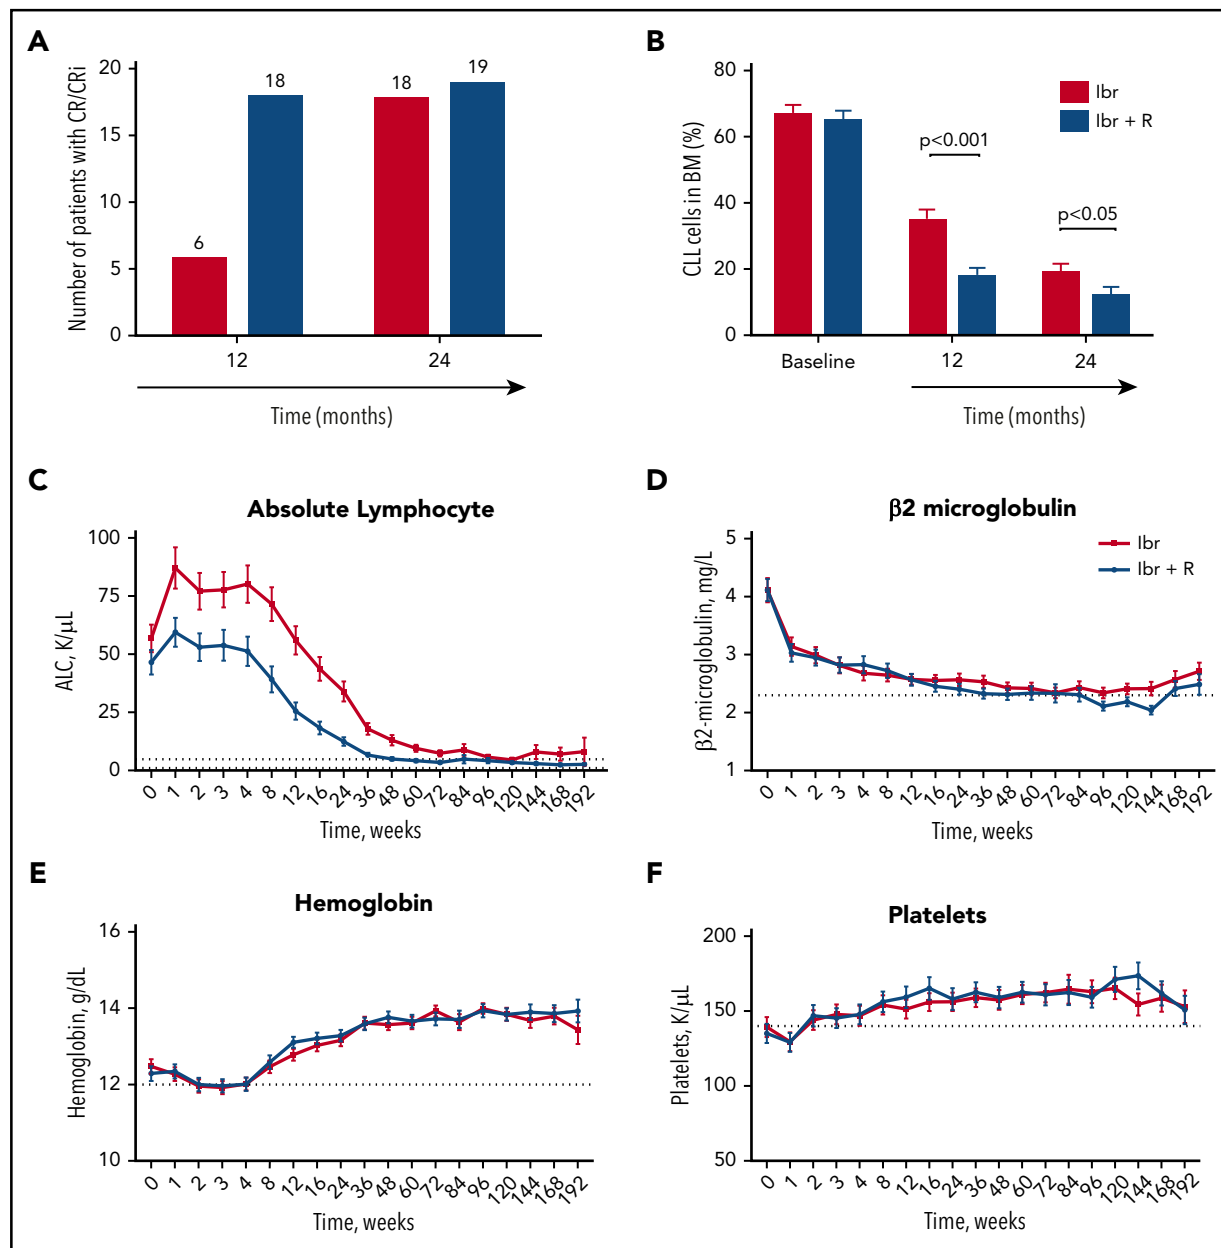 A
Number of patients with CR/CRi
20
15
10
5
0
6
18
18
19
12
24
Time (months)
B
CLL cells in BM (%)
80
60
40
20
0
Ibr
Ibr + R
p<0.001
p<0.05
Baseline
12
24
Time (months)
C
Absolute Lymphocyte
ALC, K/µL
100
75
50
25
0
0 1 2 3 4 8 12 16 24 36 48 60 72 84 96 120 144 168 192
Time, weeks
D
β2 microglobulin
β2-microglobulin, mg/L
5
4
3
2
1
Ibr
Ibr + R
0 1 2 3 4 8 12 16 24 36 48 60 72 84 96 120 144 168 192
Time, weeks
E
Hemoglobin
Hemoglobin, g/dL
16
14
12
10
0 1 2 3 4 8 12 16 24 36 48 60 72 84 96 120 144 168 192
Time, weeks
F
Platelets
Platelets, K/µL
200
150
100
50
0 1 2 3 4 8 12 16 24 36 48 60 72 84 96 120 144 168 192
Time, weeks